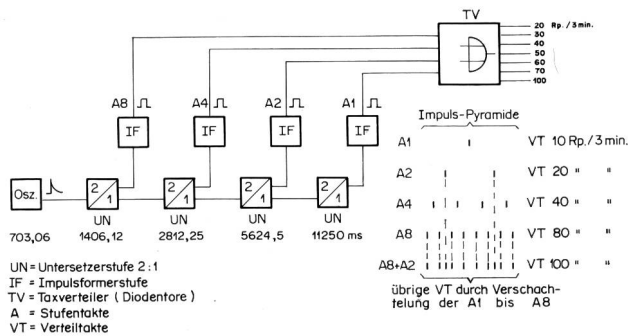 TV
20 Rp./3min.
30
40
50
60
70
100
A8 A4 A2 A1
IF IF IF IF
Impuls-Pyramide
A1 VT 10 Rp./3min.
A2 VT 20 " "
A4 VT 40 " "
A8 VT 80 " "
A8+A2 VT 100 " "
übrige VT durch Verschach-
telung der A1 bis A8
Osz. 2/1 2/1 2/1 2/1
UN UN UN UN
703,06 1406,12 2812,25 5624,5 11250 ms
UN = Untersetzerstufe 2:1
IF = Impulsformerstufe
TV = Taxverteiler (Diodentore)
A = Stufentakte
VT = Verteiltakte